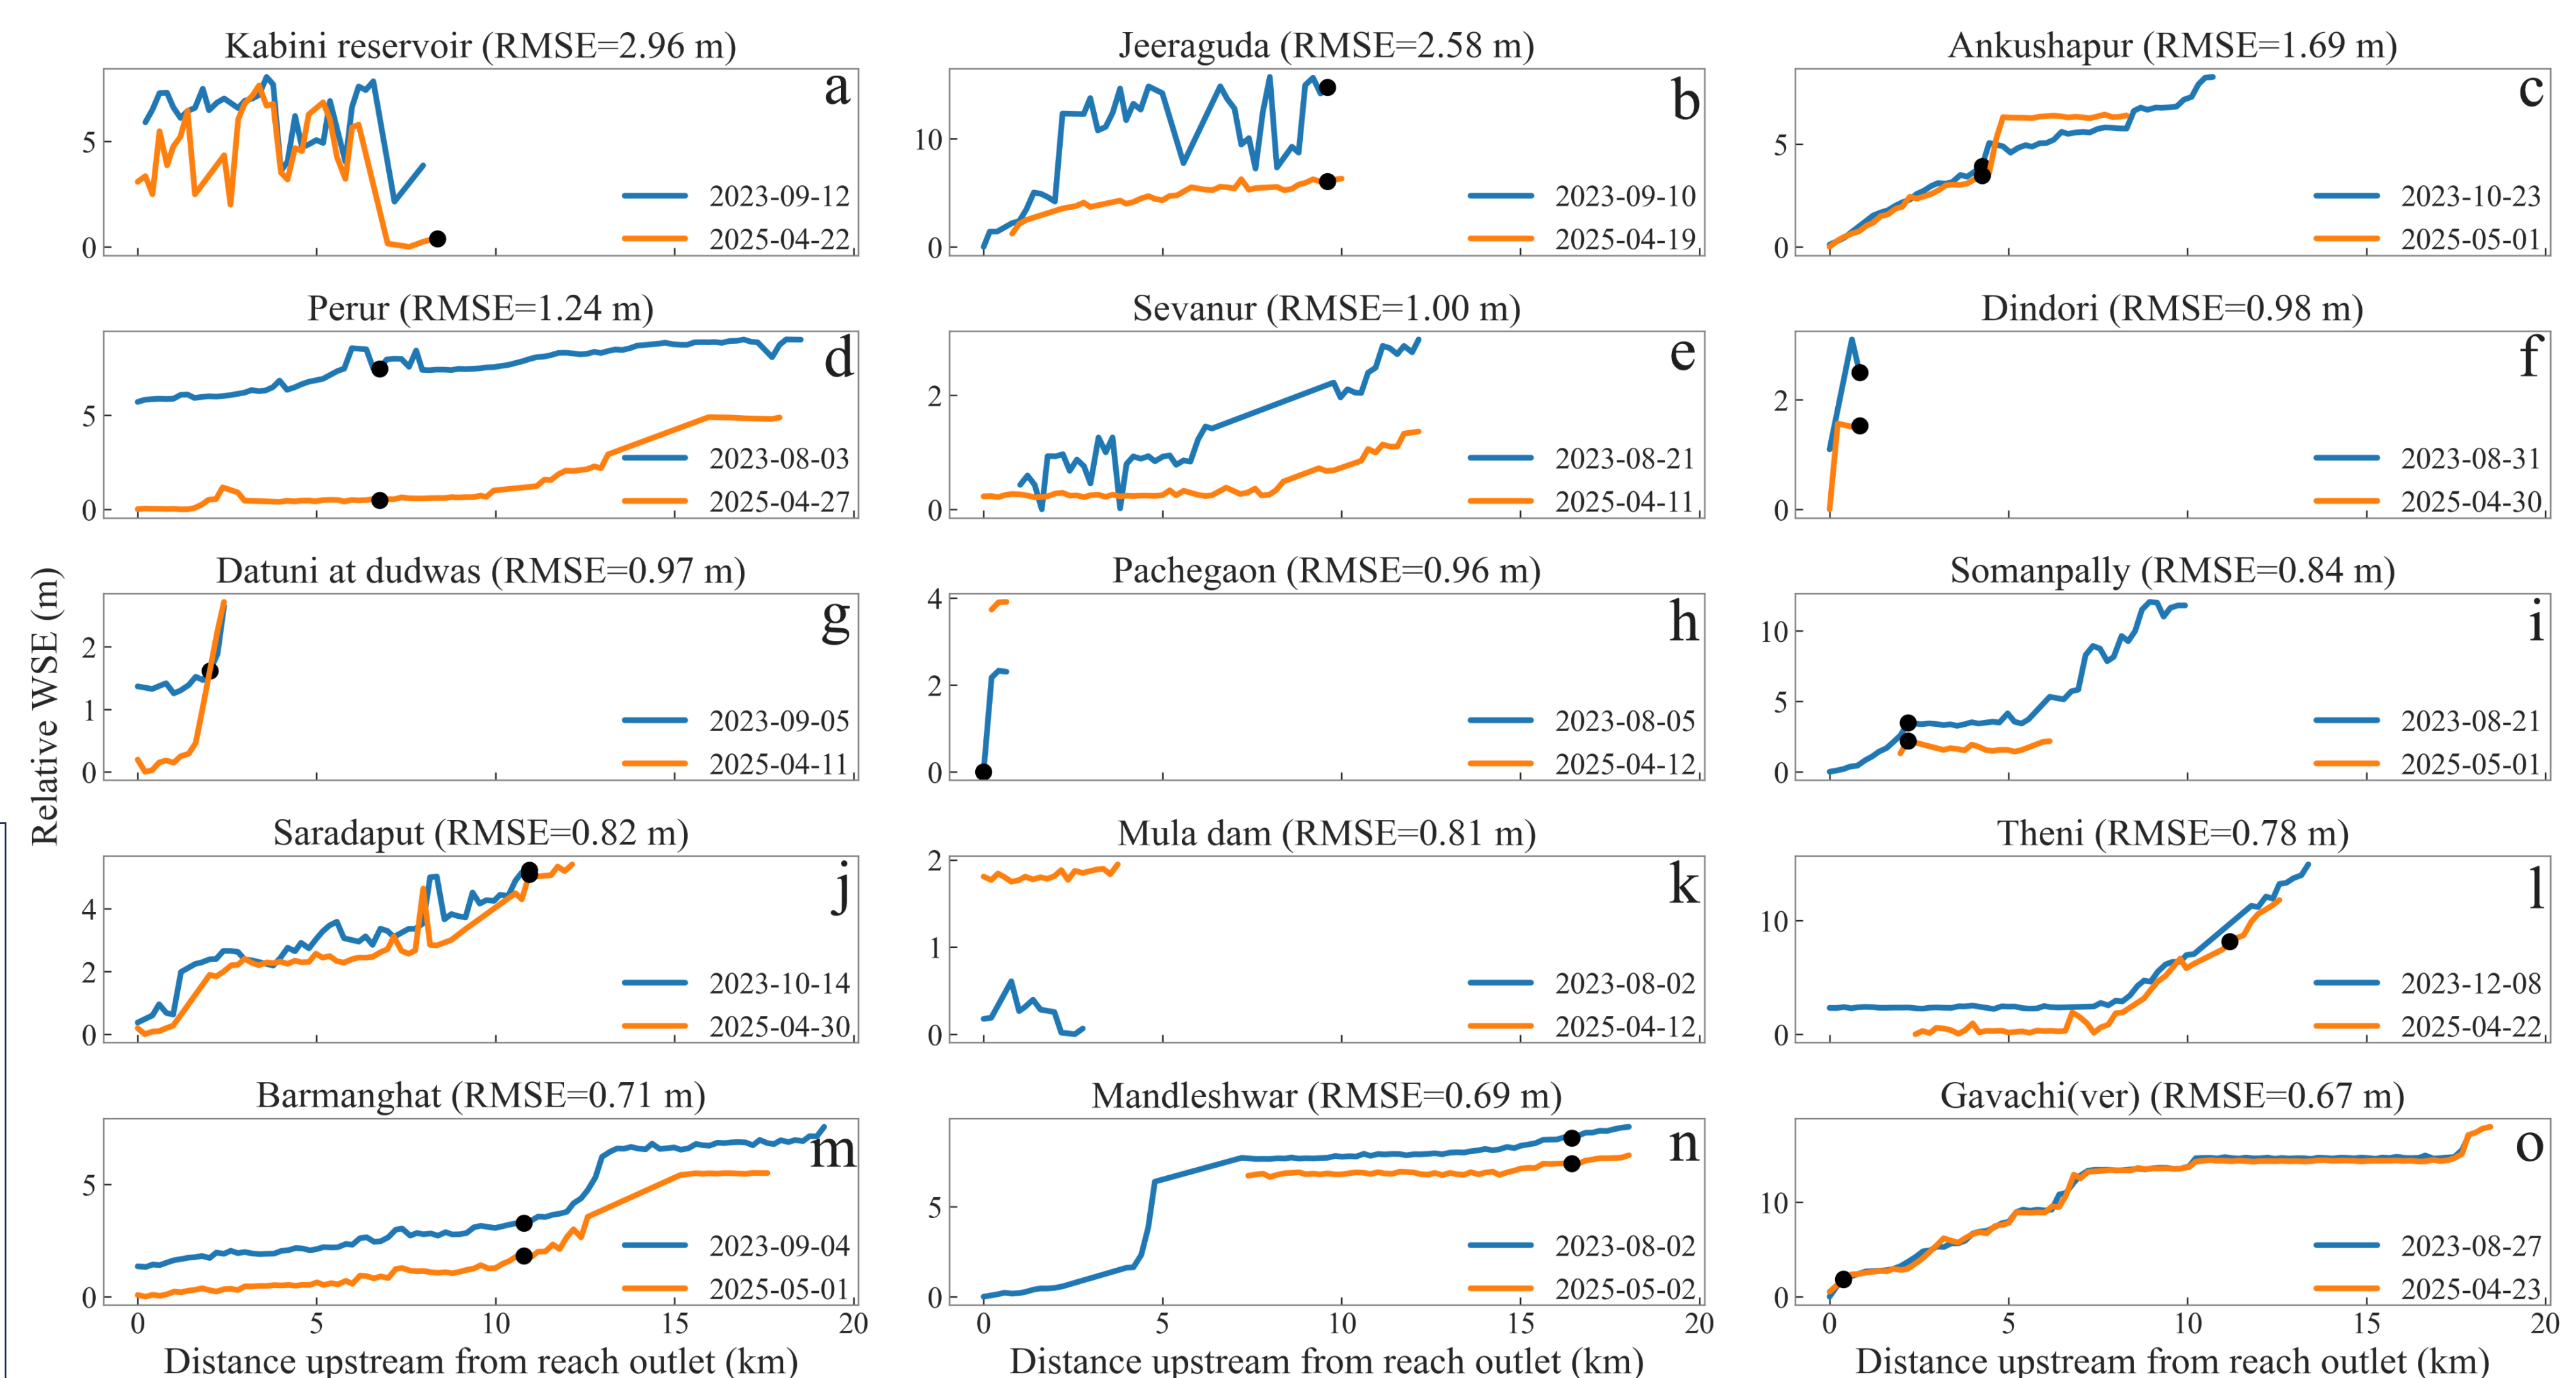 Kabini reservoir (RMSE=2.96 m)
a
5
0
2023-09-12
2025-04-22
Jeeraguda (RMSE=2.58 m)
b
10
0
2023-09-10
2025-04-19
Ankushapur (RMSE=1.69 m)
c
5
0
2023-10-23
2025-05-01
Perur (RMSE=1.24 m)
d
5
0
2023-08-03
2025-04-27
Sevanur (RMSE=1.00 m)
e
2
0
2023-08-21
2025-04-11
Dindori (RMSE=0.98 m)
f
2
0
2023-08-31
2025-04-30
Relative WSE (m)
Datuni at dudwas (RMSE=0.97 m)
g
2
1
0
2023-09-05
2025-04-11
Pachegaon (RMSE=0.96 m)
h
4
2
0
2023-08-05
2025-04-12
Somanpally (RMSE=0.84 m)
i
10
5
0
2023-08-21
2025-05-01
Saradaput (RMSE=0.82 m)
j
4
2
0
2023-10-14
2025-04-30
Mula dam (RMSE=0.81 m)
k
2
1
0
2023-08-02
2025-04-12
Theni (RMSE=0.78 m)
l
10
0
2023-12-08
2025-04-22
Barmanghat (RMSE=0.71 m)
m
5
0
2023-09-04
2025-05-01
0 5 10 15 20
Distance upstream from reach outlet (km)
Mandleshwar (RMSE=0.69 m)
n
5
0
2023-08-02
2025-05-02
0 5 10 15 20
Distance upstream from reach outlet (km)
Gavachi(ver) (RMSE=0.67 m)
o
10
0
2023-08-27
2025-04-23
0 5 10 15 20
Distance upstream from reach outlet (km)